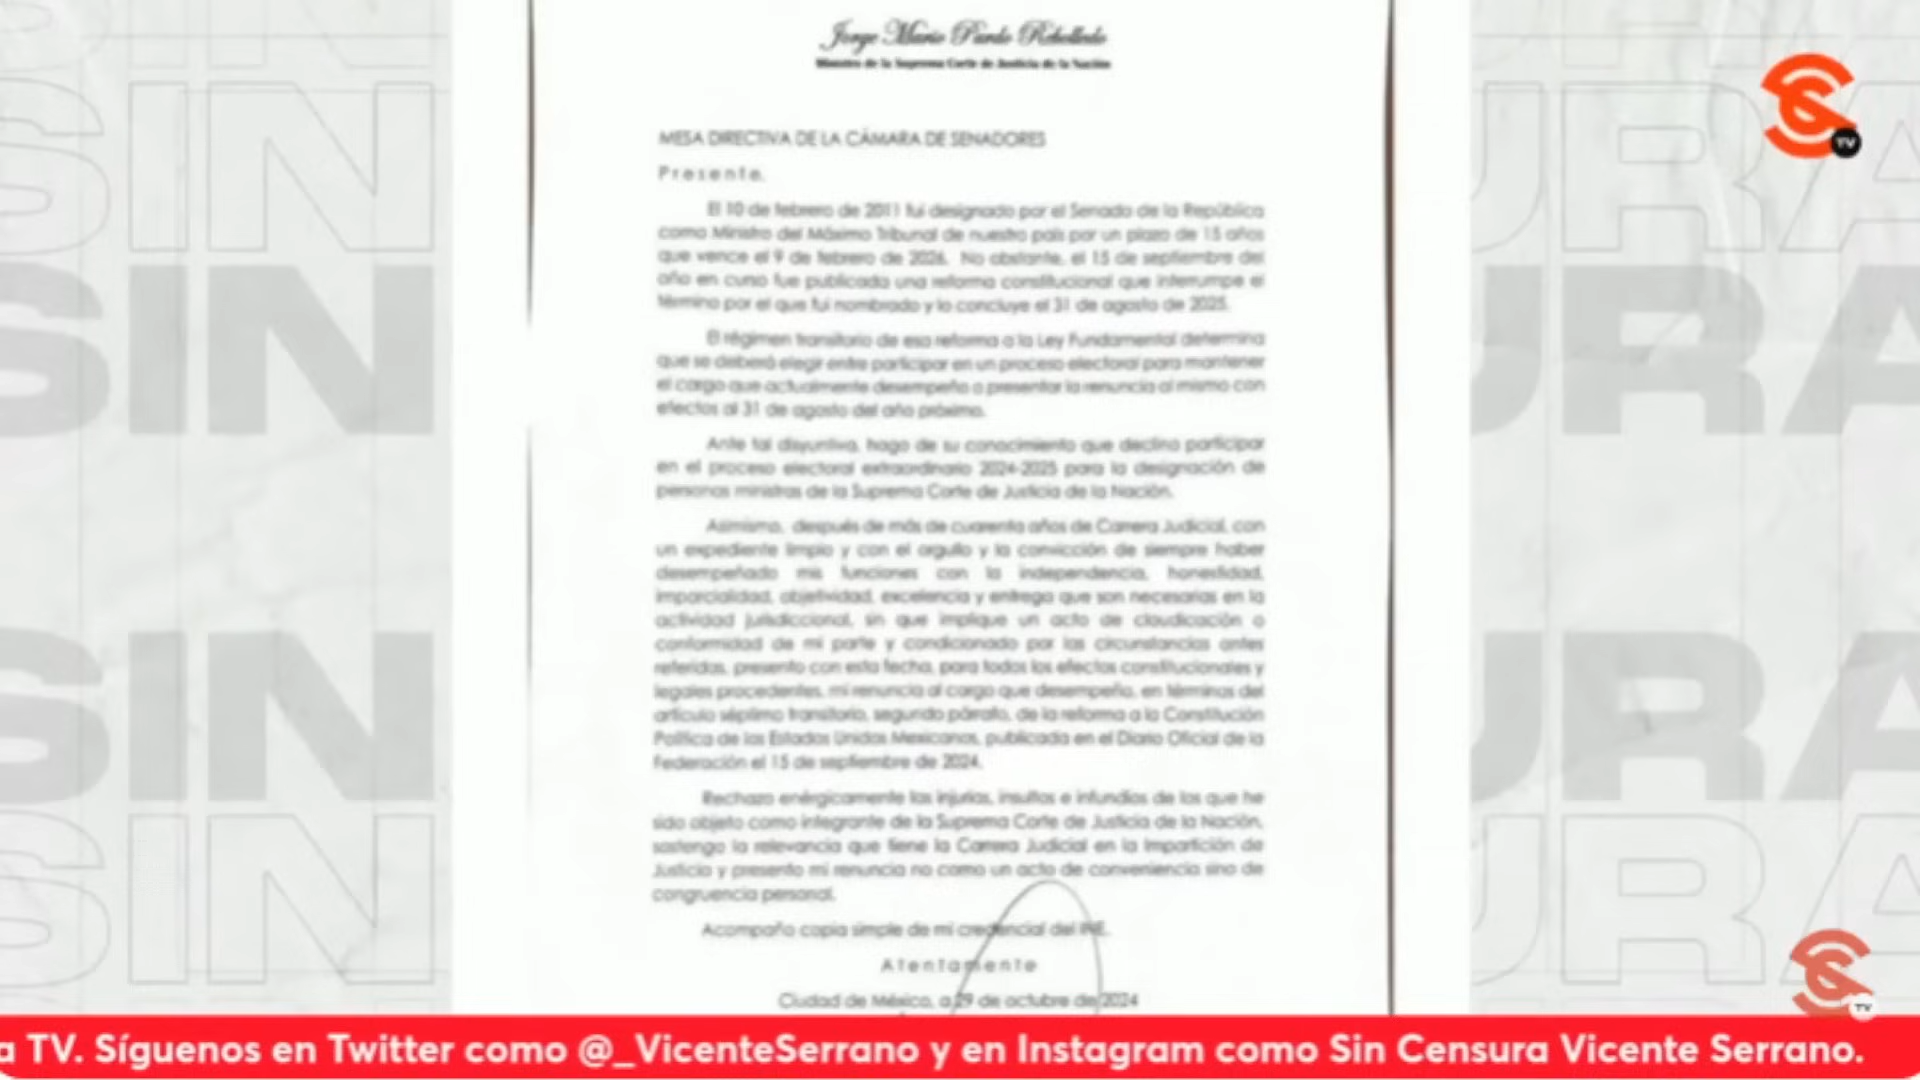 Jorge Mario Pardo Rebolledo
Ministro de la Suprema Corte de Justicia de la Nación
MESA DIRECTIVA DE LA CÁMARA DE SENADORES
Presente.
El 10 de febrero de 2011 fui designado por el Senado de la República
como Ministro del Máximo Tribunal de nuestro país por un plazo de 15 años
que vence el 9 de febrero de 2026. No obstante, el 15 de septiembre del
año en curso fue publicada una reforma constitucional que interrumpe el
término por el que fui nombrado y lo concluye el 31 de agosto de 2025.
El régimen transitorio de esa reforma a la Ley Fundamental determina
que se deberá elegir entre participar en un proceso electoral para mantener
el cargo que actualmente desempeño o presentar la renuncia al mismo con
efectos al 31 de agosto del año próximo.
Ante tal disyuntiva, hago de su conocimiento que declino participar
en el proceso electoral extraordinario 2024-2025 para la designación de
personas ministras de la Suprema Corte de Justicia de la Nación.
Asimismo, después de más de cuarenta años de Carrera Judicial, con
un expediente limpio y con el orgullo y la convicción de siempre haber
desempeñado mis funciones con la independencia, honestidad,
imparcialidad, objetividad, excelencia y entrega que son necesarias en la
actividad jurisdiccional, sin que implique un acto de claudicación o
conformidad de mi parte y condicionado por las circunstancias antes
referidas, presento con esta fecha, para todos los efectos constitucionales y
legales procedentes, mi renuncia al cargo que desempeño, en términos del
artículo séptimo transitorio, segundo párrafo, de la reforma a la Constitución
Política de los Estados Unidos Mexicanos, publicada en el Diario Oficial de la
Federación el 15 de septiembre de 2024.
Rechazo enérgicamente las injurias, insultos e infundios de los que he
sido objeto como integrante de la Suprema Corte de Justicia de la Nación,
sostengo la relevancia que tiene la Carrera Judicial en la Impartición de
Justicia y presento mi renuncia no como un acto de conveniencia sino de
congruencia personal.
Acompaño copia simple de mi credencial del INE.
Atentamente
Ciudad de México, a 29 de octubre de 2024
SIN
SIN
SIN
SIN
URA
URA
URA
URA
TV
TV
a TV. Síguenos en Twitter como @_VicenteSerrano y en Instagram como Sin Censura Vicente Serrano.